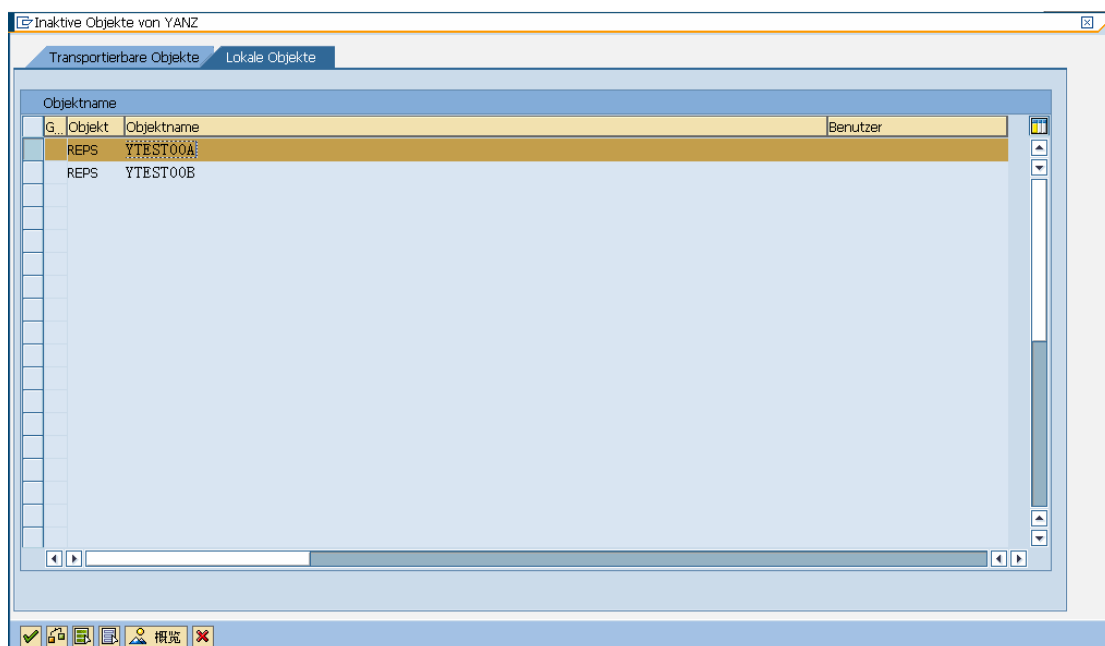 Inaktive Objekte von YANZ
Transportierbare Objekte Lokale Objekte
Objektname
G... Objekt Objektname Benutzer
REPS YTEST00A
REPS YTEST00B
概览